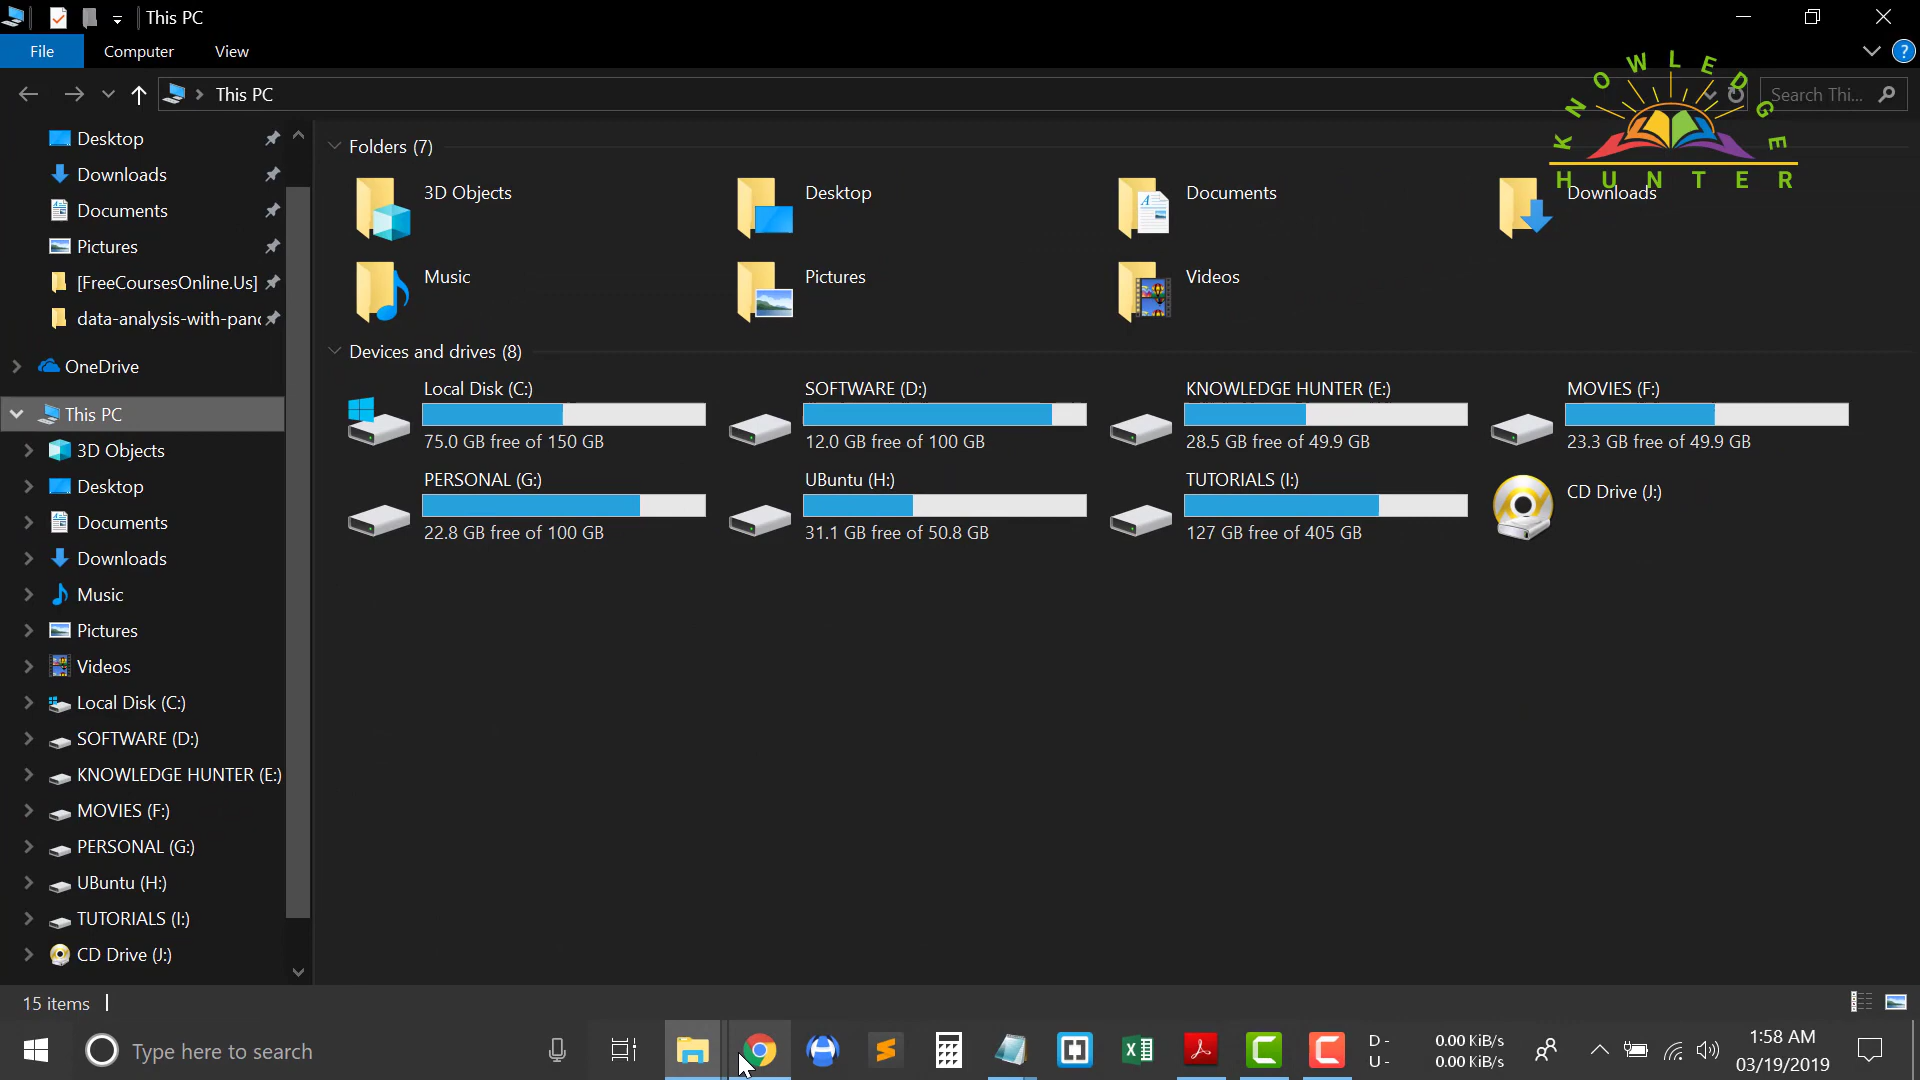 This PC
File
Computer
View
?
This PC
Search Thi...
KNOWLEDGE
HUNTER
Desktop
Downloads
Documents
Pictures
[FreeCoursesOnline.Us]
data-analysis-with-pan
OneDrive
This PC
3D Objects
Desktop
Documents
Downloads
Music
Pictures
Videos
Local Disk (C:)
SOFTWARE (D:)
KNOWLEDGE HUNTER (E:)
MOVIES (F:)
PERSONAL (G:)
UBuntu (H:)
TUTORIALS (I:)
CD Drive (J:)
Folders (7)
3D Objects
Desktop
Documents
Downloads
Music
Pictures
Videos
Devices and drives (8)
Local Disk (C:)
75.0 GB free of 150 GB
SOFTWARE (D:)
12.0 GB free of 100 GB
KNOWLEDGE HUNTER (E:)
28.5 GB free of 49.9 GB
MOVIES (F:)
23.3 GB free of 49.9 GB
PERSONAL (G:)
22.8 GB free of 100 GB
UBuntu (H:)
31.1 GB free of 50.8 GB
TUTORIALS (I:)
127 GB free of 405 GB
CD Drive (J:)
15 items
Type here to search
D - 0.00 KiB/s
U - 0.00 KiB/s
1:58 AM
03/19/2019